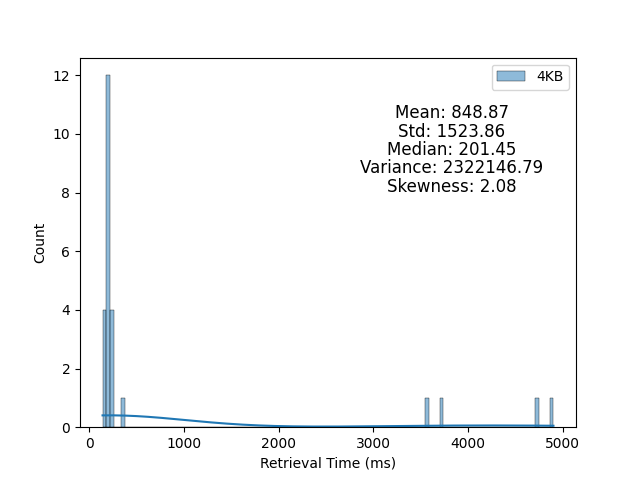 4KB
Mean: 848.87
Std: 1523.86
Median: 201.45
Variance: 2322146.79
Skewness: 2.08
12
10
8
6
4
2
0
Count
0 1000 2000 3000 4000 5000
Retrieval Time (ms)